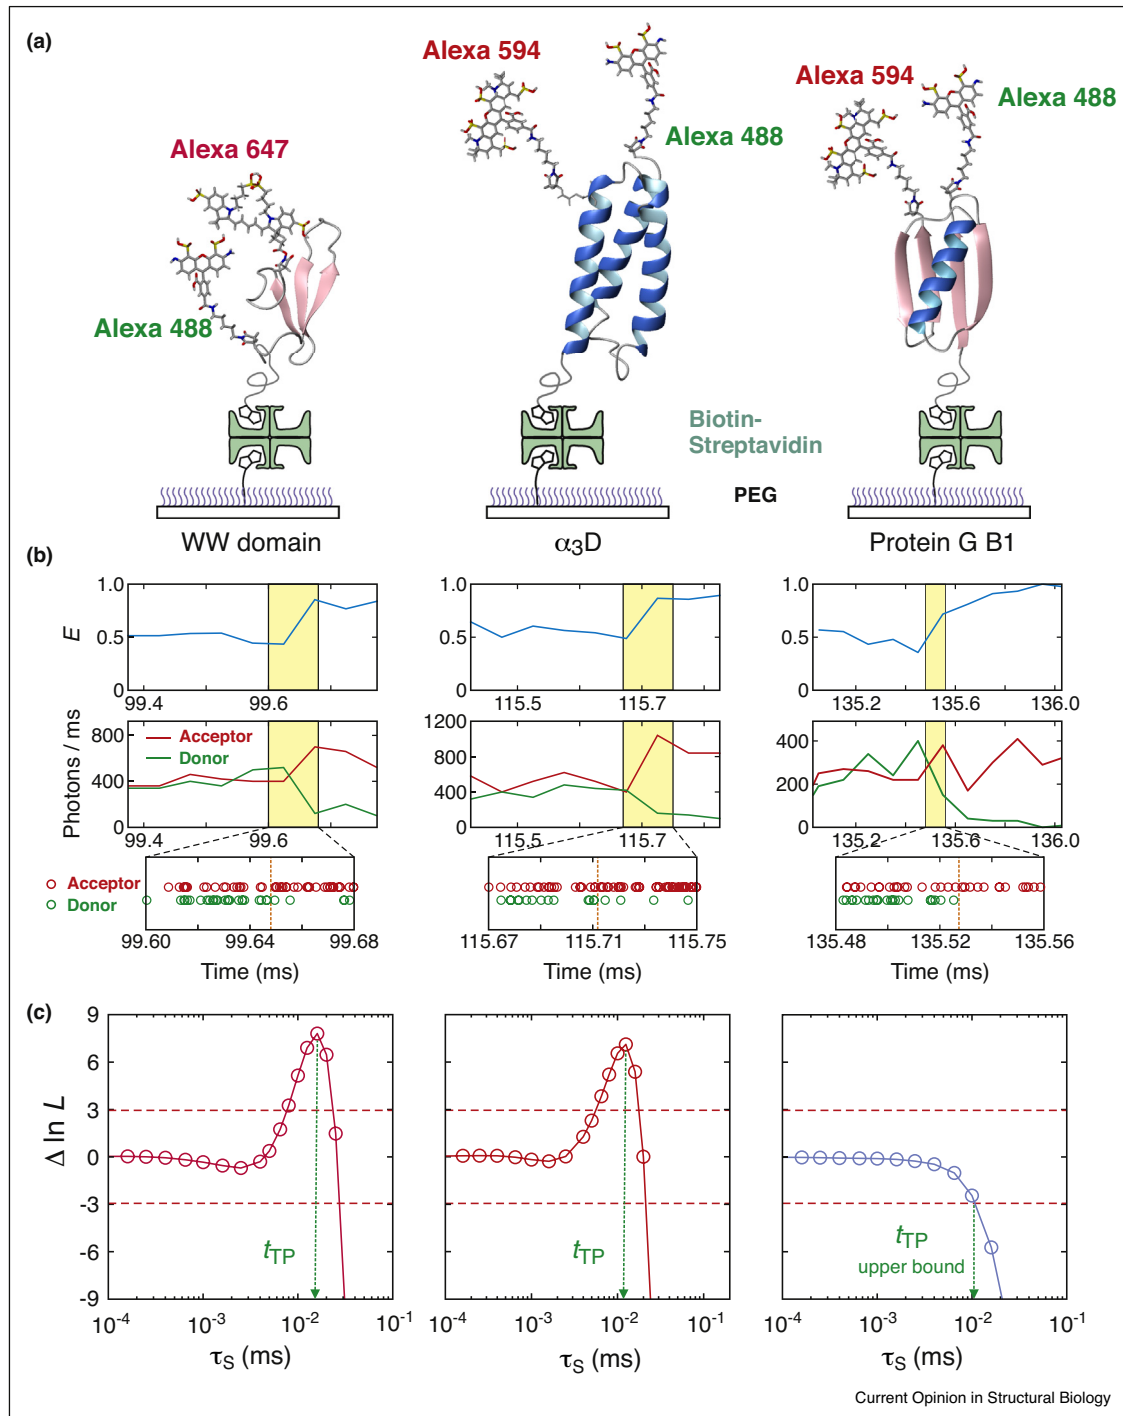 (a)
Alexa 594
Alexa 488
Alexa 594
Alexa 488
Alexa 647
Alexa 488
Biotin-
Streptavidin
PEG
WW domain
α3D
Protein G B1
(b)
E
1.0
0.5
0
99.4
99.6
1.0
0.5
0
115.5
115.7
1.0
0.5
0
135.2
135.6
136.0
Photons / ms
800
400
0
Acceptor
Donor
99.4
99.6
1200
800
400
0
115.5
115.7
400
200
0
135.2
135.6
136.0
Acceptor
Donor
99.60
99.64
99.68
Time (ms)
115.67
115.71
115.75
Time (ms)
135.48
135.52
135.56
Time (ms)
(c)
Δ ln L
9
6
3
0
-3
-6
-9
tTP
tTP
tTP
upper bound
10-4
10-3
10-2
10-1
τS (ms)
10-4
10-3
10-2
10-1
τS (ms)
10-4
10-3
10-2
10-1
τS (ms)
Current Opinion in Structural Biology